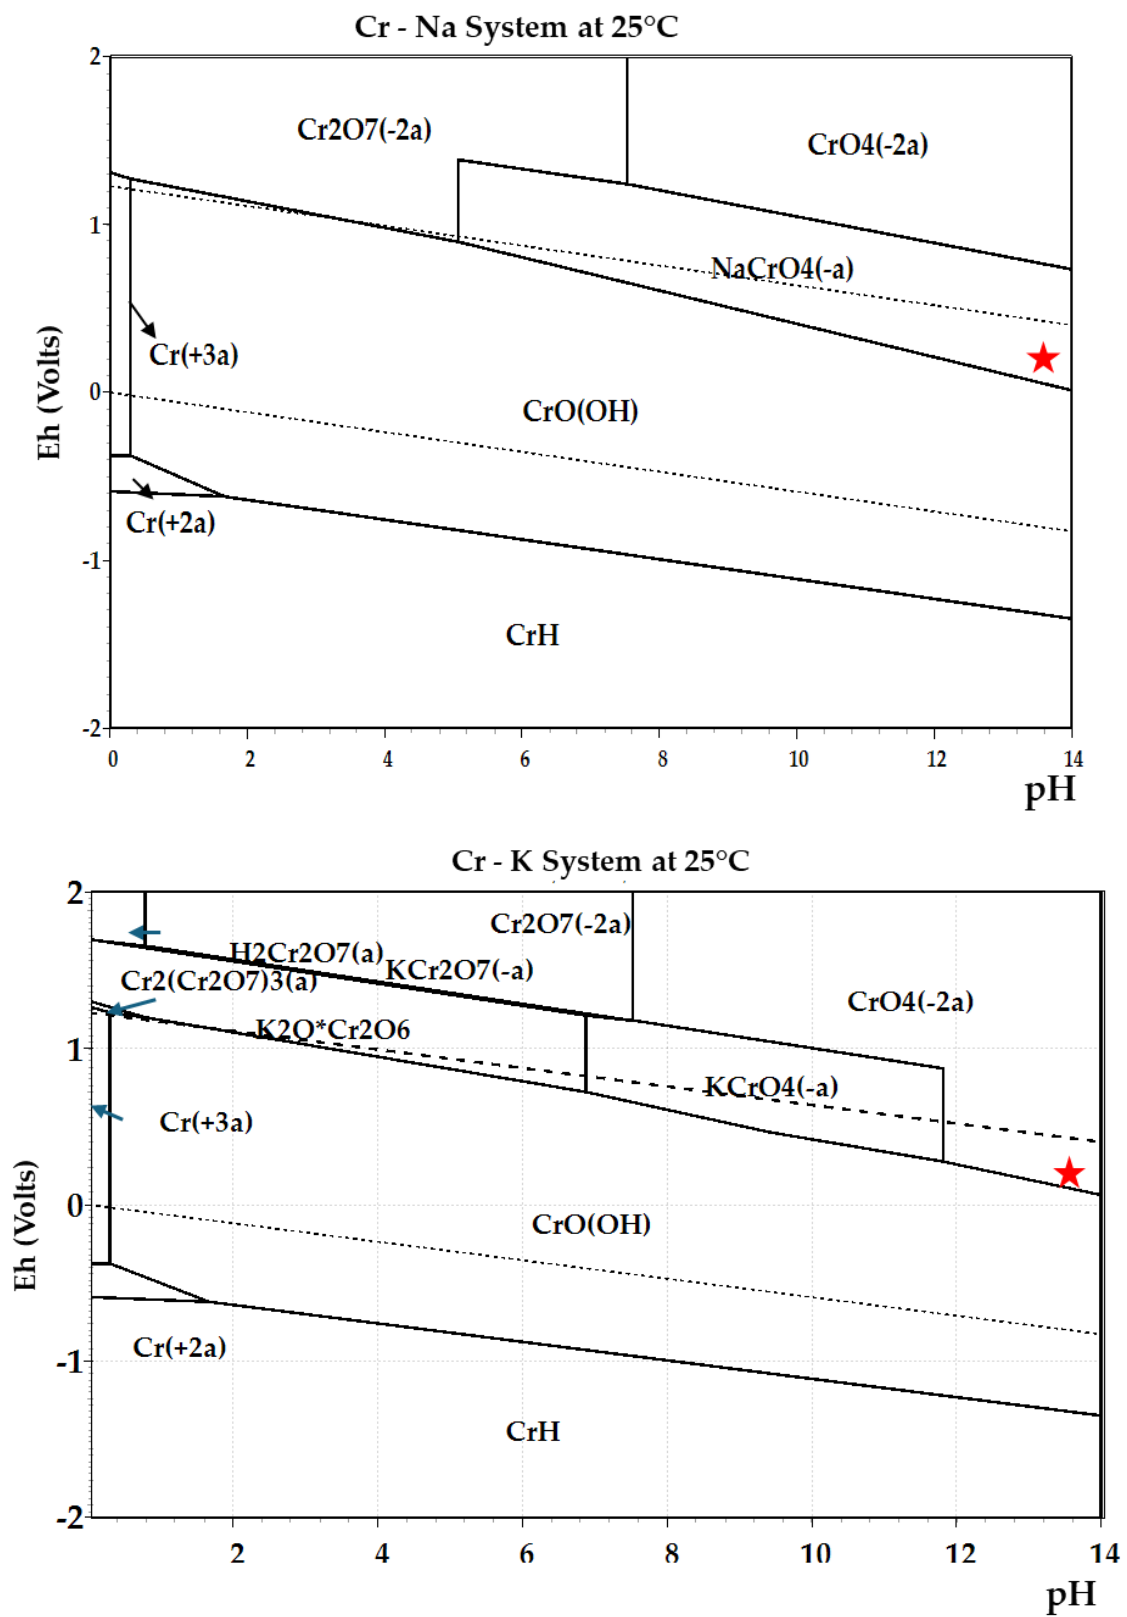 Cr - Na System at 25°C
2
Cr2O7(-2a)
CrO4(-2a)
1
NaCrO4(-a)
Cr(+3a)
Eh (Volts)
0
CrO(OH)
Cr(+2a)
-1
CrH
-2
0 2 4 6 8 10 12 14
pH
Cr - K System at 25°C
2
Cr2O7(-2a)
H2Cr2O7(a)
KCr2O7(-a)
Cr2(Cr2O7)3(a)
CrO4(-2a)
K2O*Cr2O6
1
KCrO4(-a)
Cr(+3a)
Eh (Volts)
0
CrO(OH)
Cr(+2a)
-1
CrH
-2
2 4 6 8 10 12 14
pH